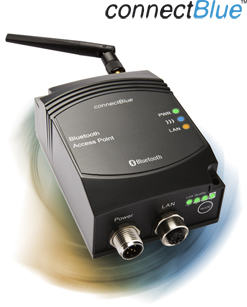 connectBlue™
connectBlue
PWR
LAN
Bluetooth
Access Point
Bluetooth
Power
LAN